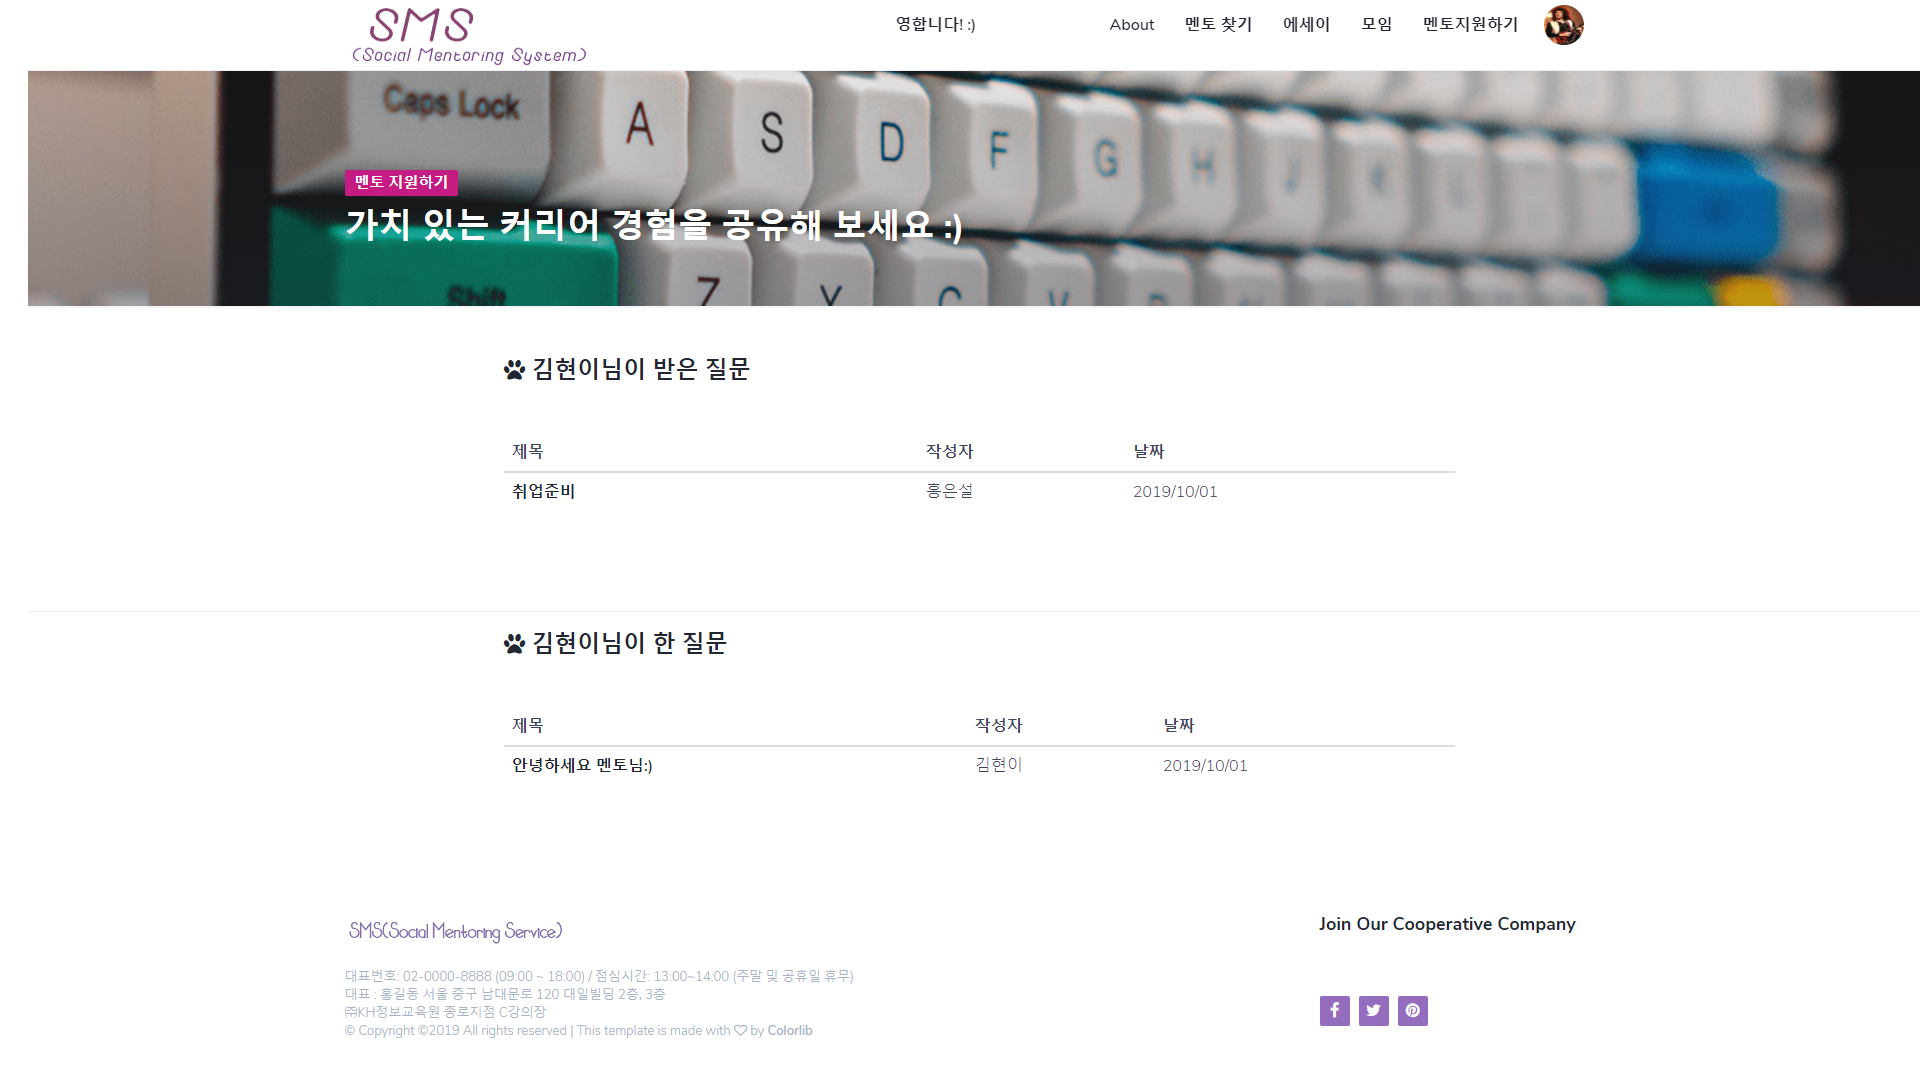 SMS
(Social Mentoring System)
영합니다! :)
About
멘토 찾기
에세이
모임
멘토지원하기
Caps Lock
A S D F G H J K L
멘토 지원하기
가치 있는 커리어 경험을 공유해 보세요 :)
Shift
Z X C V B N
김현이님이 받은 질문
제목 작성자 날짜
취업준비 홍은설 2019/10/01
김현이님이 한 질문
제목 작성자 날짜
안녕하세요 멘토님:) 김현이 2019/10/01
SMS(Social Mentoring Service)
Join Our Cooperative Company
대표번호: 02-0000-8888 (09:00 ~ 18:00) / 점심시간: 13:00~14:00 (주말 및 공휴일 휴무)
대표 : 홍길동 서울 중구 남대문로 120 대일빌딩 2층, 3층
㈜KH정보교육원 종로지점 C강의장
© Copyright ©2019 All rights reserved | This template is made with ♡ by Colorlib